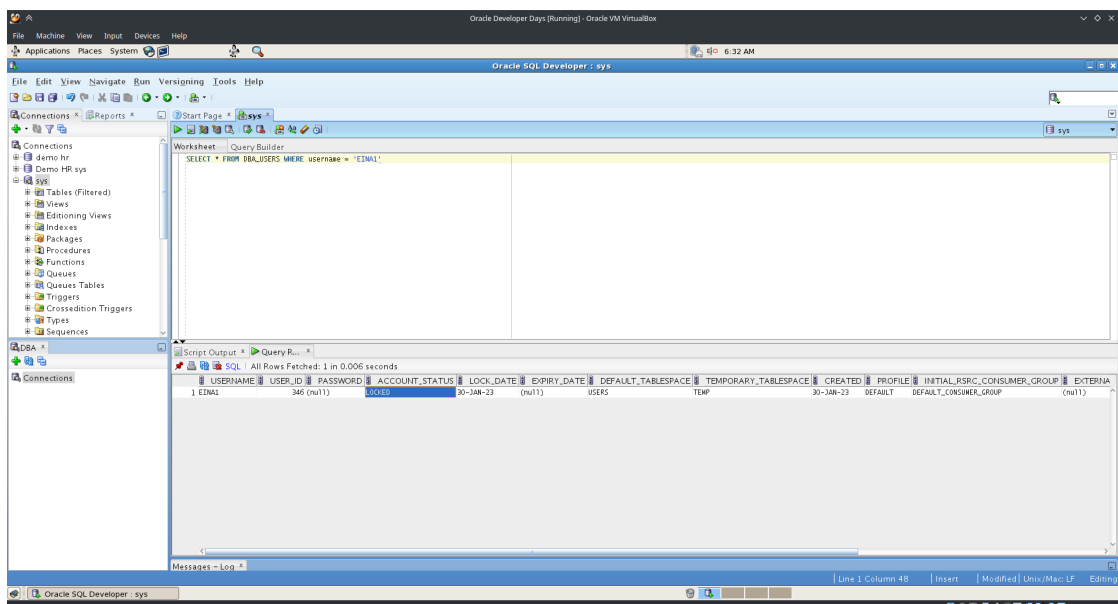 Oracle Developer Days [Running] - Oracle VM VirtualBox
File Machine View Input Devices Help
Applications Places System 6:32 AM
Oracle SQL Developer : sys
File Edit View Navigate Run Versioning Tools Help
Connections Reports Start Page sys
sys
Worksheet Query Builder
SELECT * FROM DBA_USERS WHERE username = 'EINA1'
Connections
demo hr
Demo HR sys
sys
Tables (Filtered)
Views
Editioning Views
Indexes
Packages
Procedures
Functions
Queues
Queues Tables
Triggers
Crossedition Triggers
Types
Sequences
DBA
Connections
Script Output Query R...
SQL All Rows Fetched: 1 in 0.006 seconds
USERNAME USER_ID PASSWORD ACCOUNT_STATUS LOCK_DATE EXPIRY_DATE DEFAULT_TABLESPACE TEMPORARY_TABLESPACE CREATED PROFILE INITIAL_RSRC_CONSUMER_GROUP EXTERNA
1 EINA1 346 (null) LOCKED 30-JAN-23 (null) USERS TEMP 30-JAN-23 DEFAULT DEFAULT_CONSUMER_GROUP (null)
Messages - Log
Line 1 Column 48 Insert Modified Unix/Mac: LF Editing
Oracle SQL Developer : sys